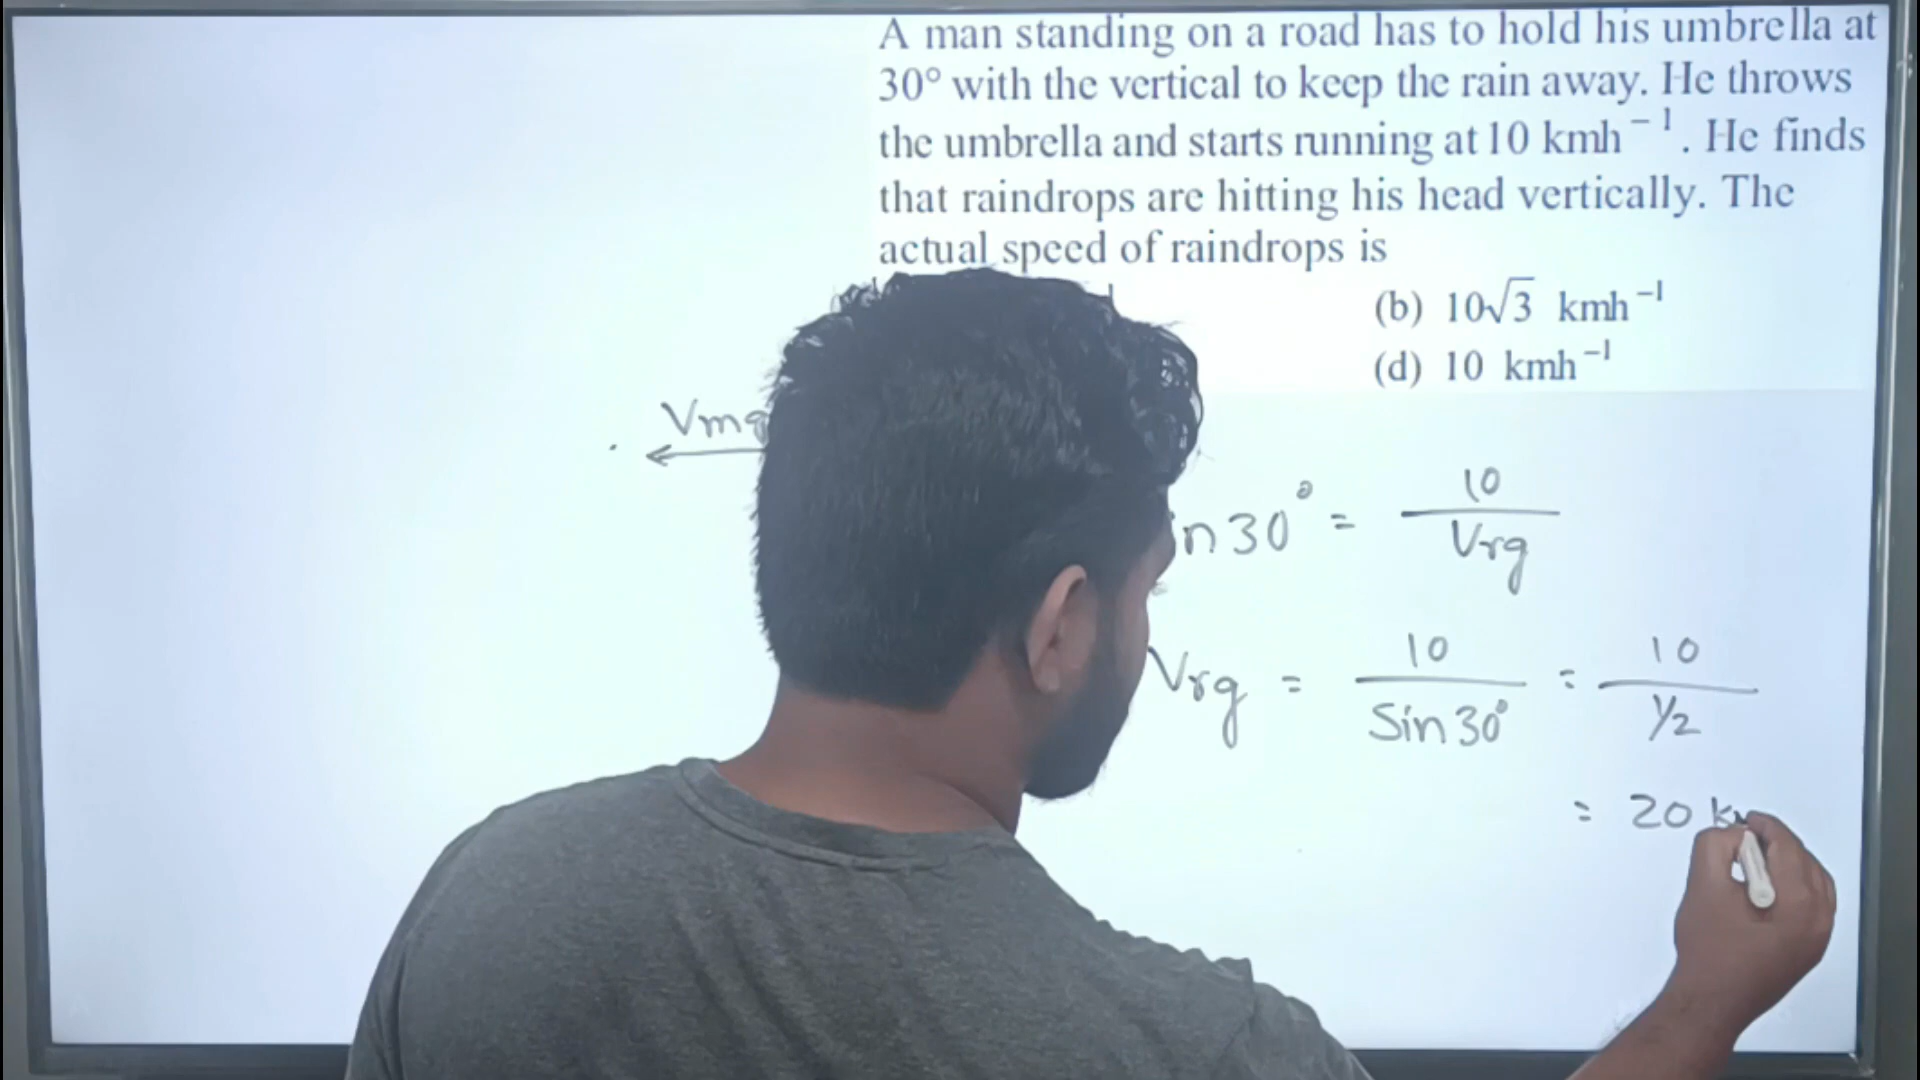 A man standing on a road has to hold his umbrella at
30° with the vertical to keep the rain away. He throws
the umbrella and starts running at 10 kmh⁻¹. He finds
that raindrops are hitting his head vertically. The
actual speed of raindrops is
(b) 10√3 kmh⁻¹
(d) 10 kmh⁻¹
Vmg
in 30° = 10/Vrg
Vrg = 10/Sin 30° = 10/½
= 20